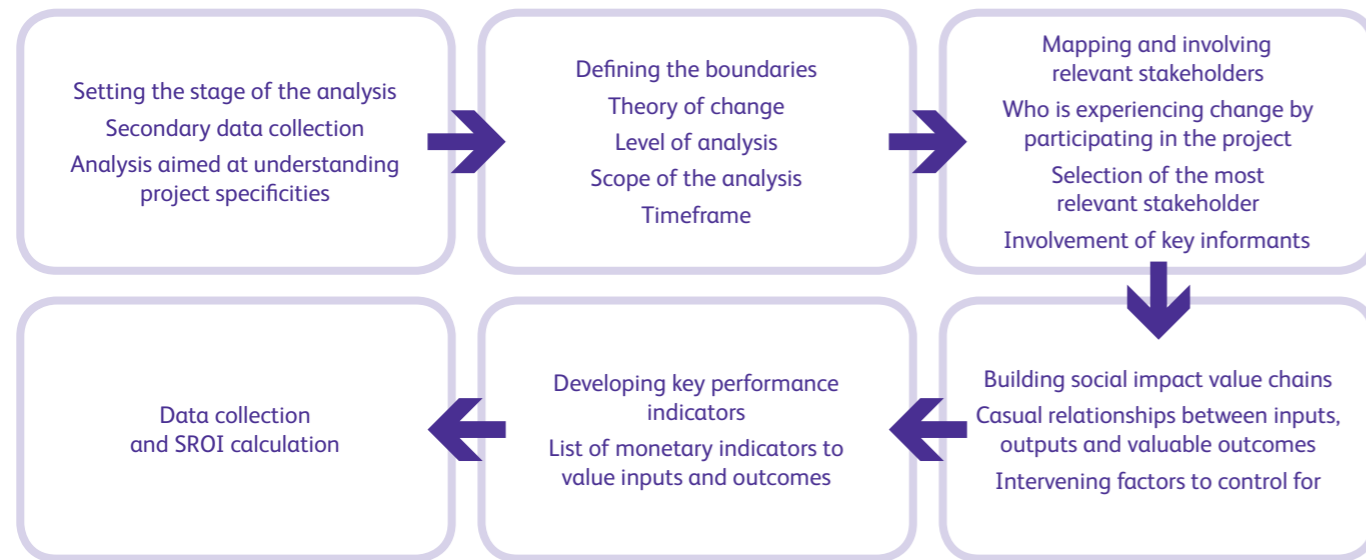 Setting the stage of the analysis
Secondary data collection
Analysis aimed at understanding
project specificities
Defining the boundaries
Theory of change
Level of analysis
Scope of the analysis
Timeframe
Mapping and involving
relevant stakeholders
Who is experiencing change by
participating in the project
Selection of the most
relevant stakeholder
Involvement of key informants
Building social impact value chains
Casual relationships between inputs,
outputs and valuable outcomes
Intervening factors to control for
Developing key performance
indicators
List of monetary indicators to
value inputs and outcomes
Data collection
and SROI calculation